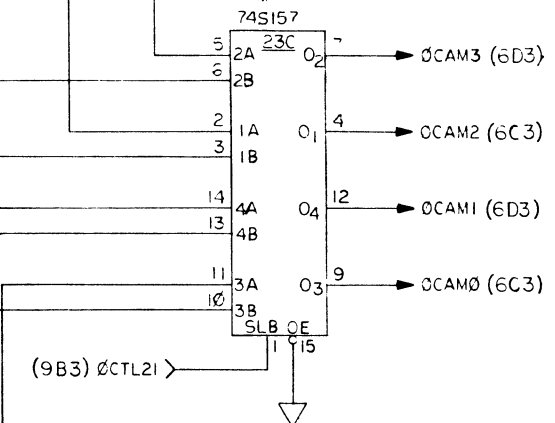 74S157
23C
5 2A O2 7 ØCAM3 (6D3)
6 2B
2 1A O1 4 ØCAM2 (6C3)
3 1B
14 4A O4 12 ØCAM1 (6D3)
13 4B
11 3A O3 9 ØCAMØ (6C3)
1Ø 3B
SLB OE
1 15
(9B3) ØCTL21